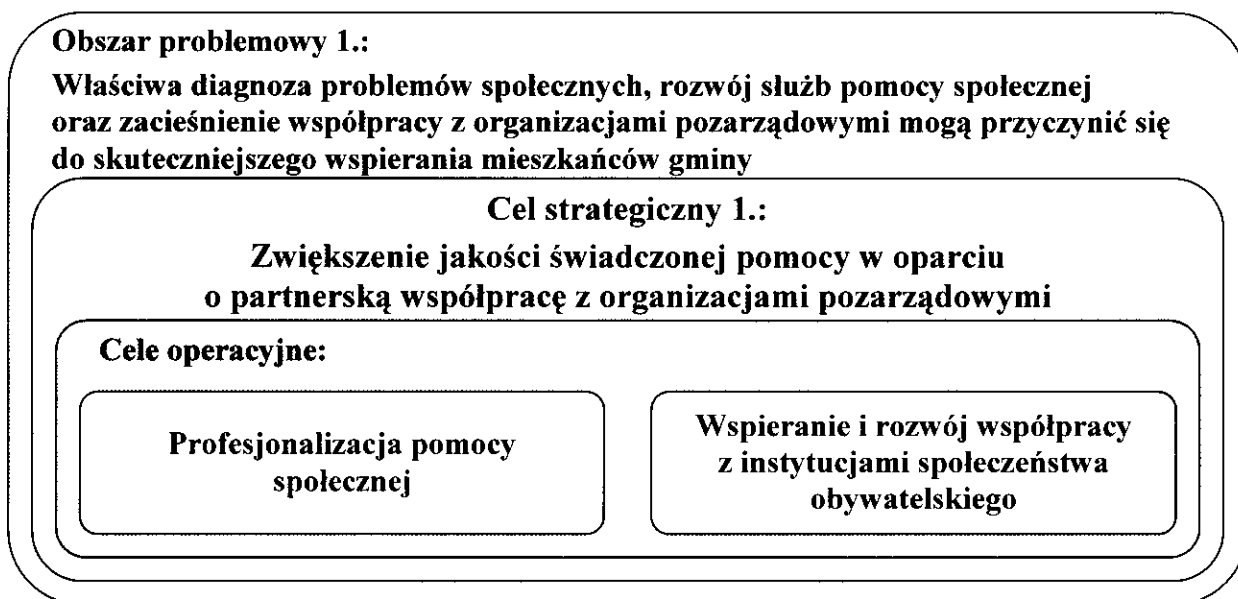 Obszar problemowy 1.:
Właściwa diagnoza problemów społecznych, rozwój służb pomocy społecznej
oraz zacieśnienie współpracy z organizacjami pozarządowymi mogą przyczynić się
do skuteczniejszego wspierania mieszkańców gminy
Cel strategiczny 1.:
Zwiększenie jakości świadczonej pomocy w oparciu
o partnerską współpracę z organizacjami pozarządowymi
Cele operacyjne:
Profesjonalizacja pomocy
społecznej
Wspieranie i rozwój współpracy
z instytucjami społeczeństwa
obywatelskiego